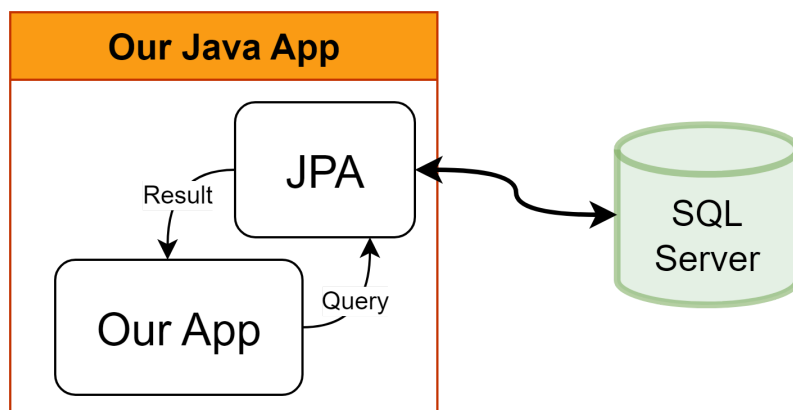 Our Java App
JPA
Result
SQL
Server
Query
Our App